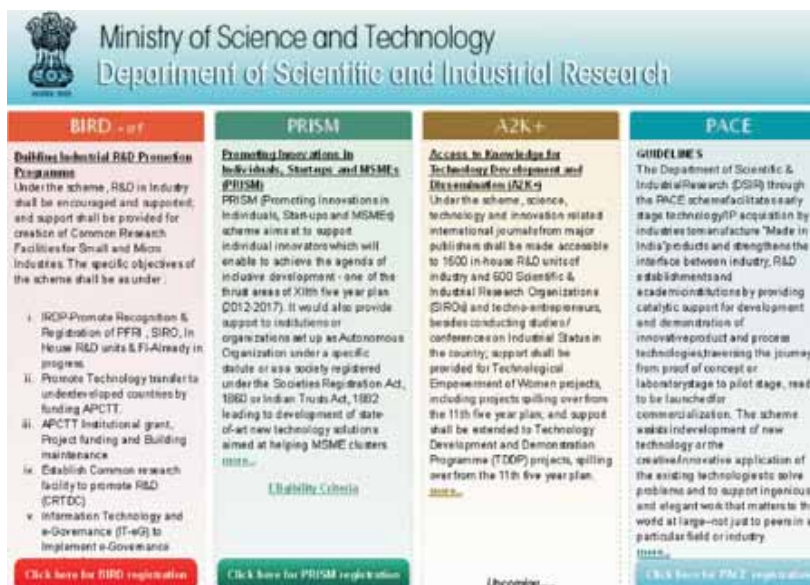 Ministry of Science and Technology
Department of Scientific and Industrial Research
BIRD - at
Building Industrial R&D Promotion
Programme
Under the scheme, R&D in Industry
shall be encouraged and supported;
and support shall be provided for
creation of Common Research
Facilities for Small and Micro
Industries. The specific objectives of
the scheme shall be as under :
i. IRDP-Promote Recognition &
Registration of PFRI , SIRO, In
House R&D units & FI-Already in
progress.
ii. Promote Technology transfer to
underdeveloped countries by
funding APCTT.
iii. APCTT Institutional grant,
Project funding and Building
maintenance
iv. Establish Common research
facility to promote R&D
(CRTDC)
v. Information Technology and
e-Governance (IT-eG) to
Implement e-Governance
Click here for BIRD registration
PRISM
Promoting Innovations in
Individuals, Startups and MSMEs
(PRISM)
PRISM (Promoting Innovations in
Individuals, Start-ups and MSMEs)
scheme aims at to support
individual innovators which will
enable to achieve the agenda of
inclusive development - one of the
thrust areas of XIIth five year plan
(2012-2017). It would also provide
support to institutions or
organizations set up as Autonomous
Organization under a specific
statute or as a society registered
under the Societies Registration Act,
1860 or Indian Trusts Act, 1882
leading to development of state-
of-art new technology solutions
aimed at helping MSME clusters
more...
Eligibility Criteria
Click here for PRISM registration
A2K+
Access to Knowledge for
Technology Development and
Dissemination (A2K+)
Under the scheme, science,
technology and innovation related
international journals from major
publishers shall be made accessible
to 1600 in-house R&D units of
industry and 600 Scientific &
Industrial Research Organizations
(SIROs) and techno-entrepreneurs,
besides conducting studies/
conferences on Industrial Status in
the country; support shall be
provided for Technological
Empowerment of Women projects,
including projects spilling over from
the 11th five year plan; and support
shall be extended to Technology
Development and Demonstration
Programme (TDDP) projects, spilling
over from the 11th five year plan.
more...
Upcoming
PACE
GUIDELINES
The Department of Scientific &
Industrial Research (DSIR) through
the PACE scheme facilitates early
stage technology/IP acquisition by
industries to manufacture "Made in
India" products and strengthens the
interface between industry, R&D
establishments and
academic institutions by providing
catalytic support for development
and demonstration of
innovative product and process
technologies, traversing the journey
from proof of concept or
laboratory stage to pilot stage,
to be launched for
commercialization. The scheme
assists in development of new
technology or the
creative/innovative application of
the existing technologies to solve
problems and to support ingenious
and elegant work that matters to the
world at large--not just to peers in a
particular field or industry.
more...
Click here for PACE registration